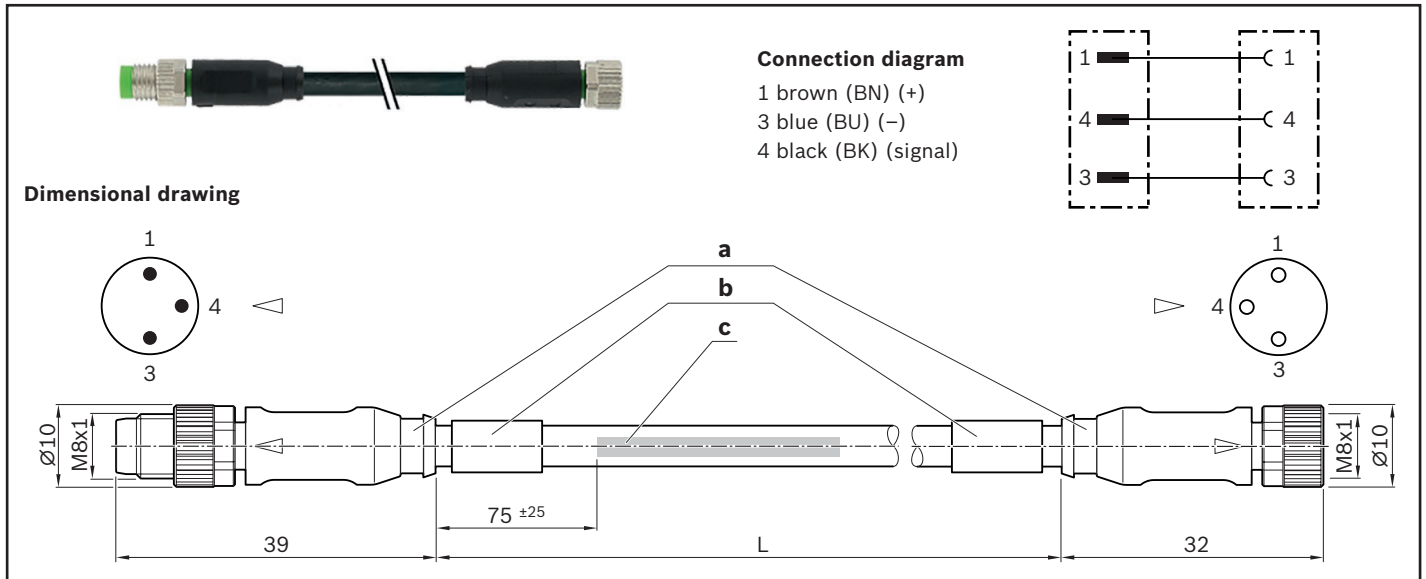 Connection diagram
1 brown (BN) (+)
3 blue (BU) (−)
4 black (BK) (signal)
1 1
4 4
3 3
Dimensional drawing
1
4
3
1
4
3
a
b
c
Ø10
M8x1
M8x1
Ø10
75 ±25
39
L
32